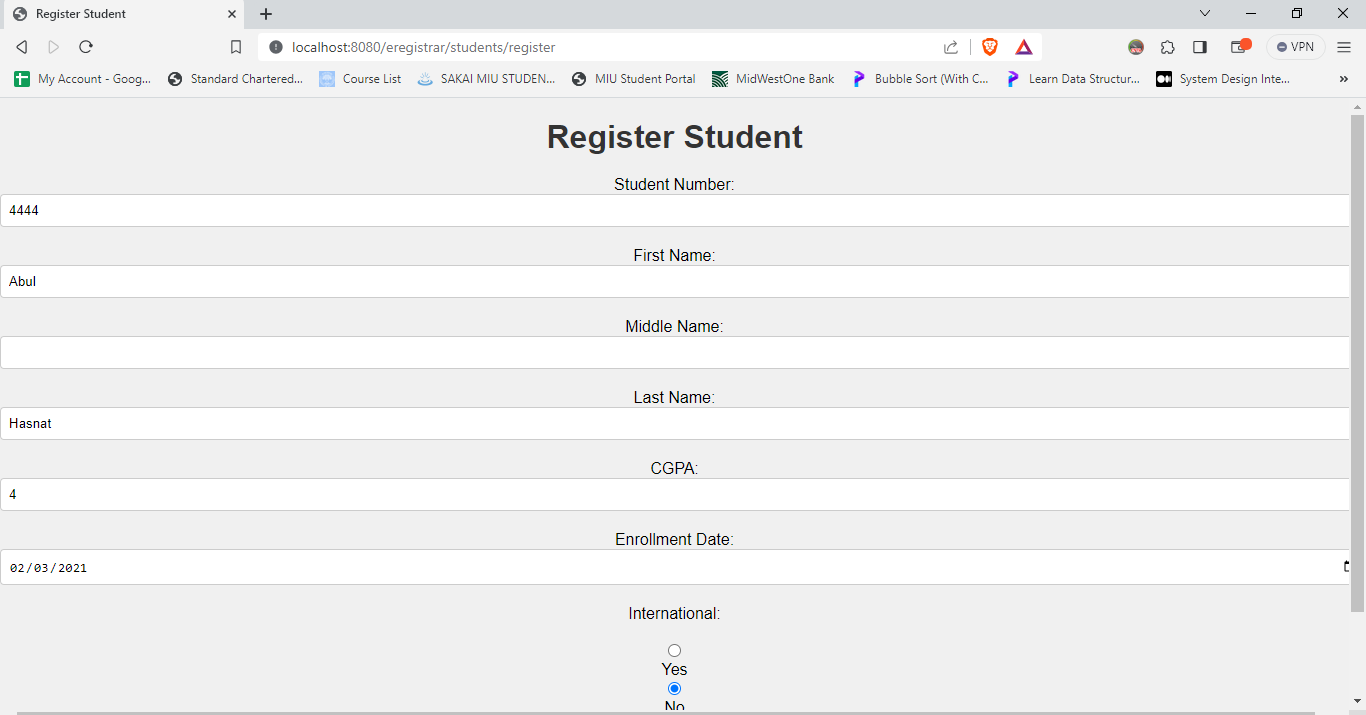 Register Student
localhost:8080/eregistrar/students/register
VPN
My Account - Goog...
Standard Chartered...
Course List
SAKAI MIU STUDEN...
MIU Student Portal
MidWestOne Bank
Bubble Sort (With C...
Learn Data Structur...
System Design Inte...
Register Student
Student Number:
4444
First Name:
Abul
Middle Name:
Last Name:
Hasnat
CGPA:
4
Enrollment Date:
02/03/2021
International:
Yes
No